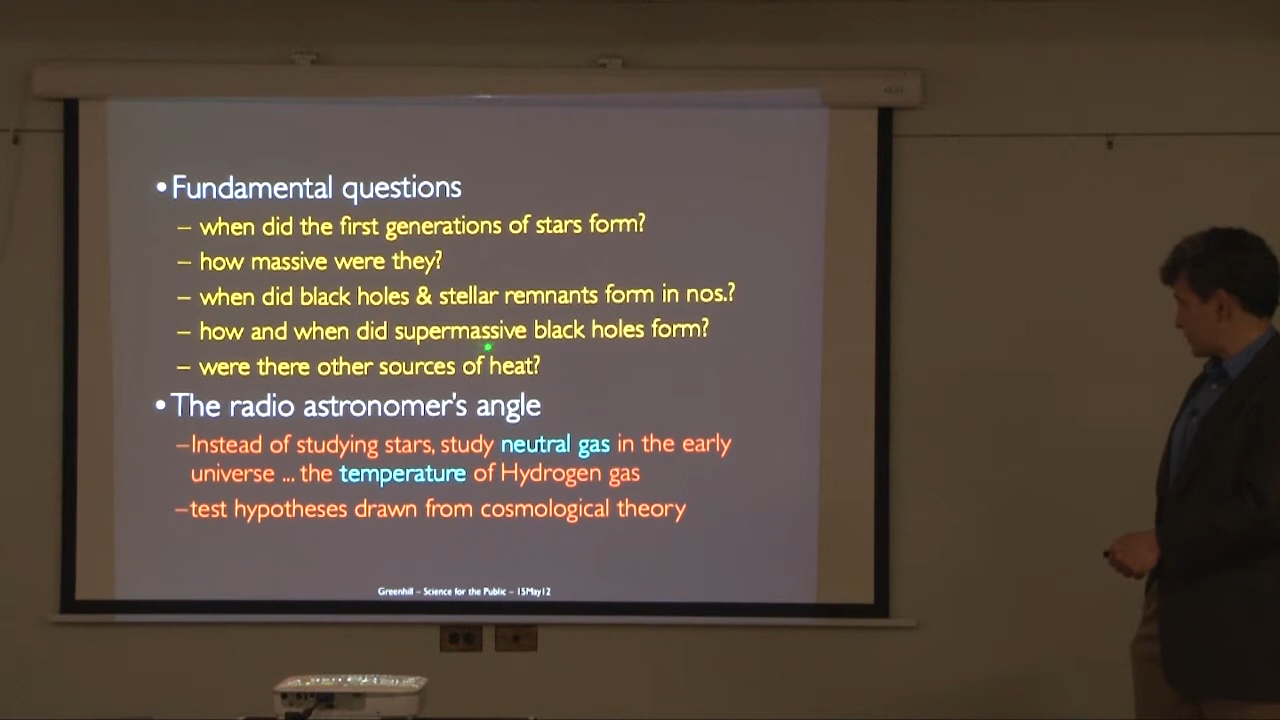 •Fundamental questions
– when did the first generations of stars form?
– how massive were they?
– when did black holes & stellar remnants form in nos.?
– how and when did supermassive black holes form?
– were there other sources of heat?
•The radio astronomer's angle
–Instead of studying stars, study neutral gas in the early
universe ... the temperature of Hydrogen gas
–test hypotheses drawn from cosmological theory
Greenhill – Science for the Public – 15May12